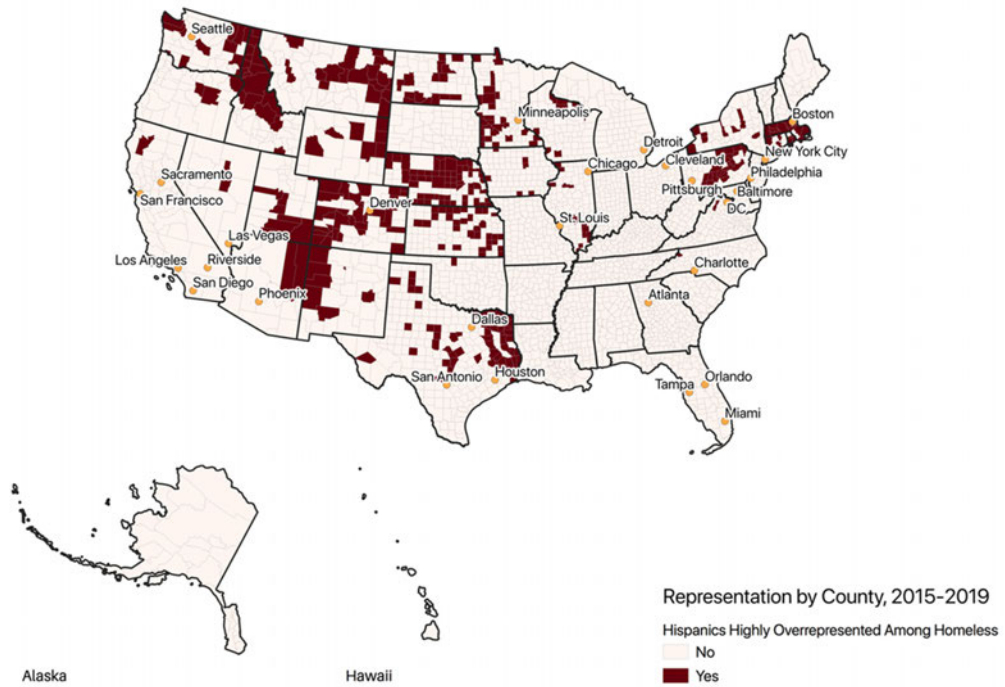 Seattle
Minneapolis
Boston
Detroit
New York City
Chicago
Cleveland
Philadelphia
Sacramento
Pittsburgh
Baltimore
San Francisco
Denver
DC
St. Louis
Las Vegas
Los Angeles
Riverside
Charlotte
San Diego
Phoenix
Atlanta
Dallas
San Antonio
Houston
Orlando
Tampa
Miami
Representation by County, 2015-2019
Hispanics Highly Overrepresented Among Homeless
No
Yes
Alaska
Hawaii